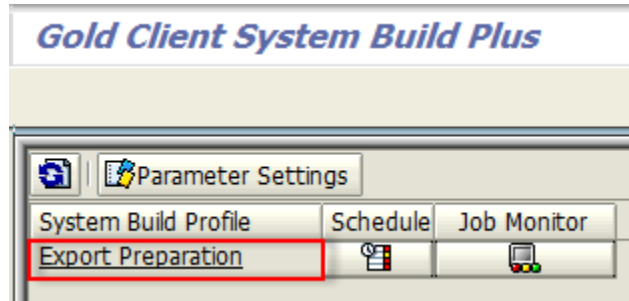 Gold Client System Build Plus
Parameter Settings
System Build Profile Schedule Job Monitor
Export Preparation